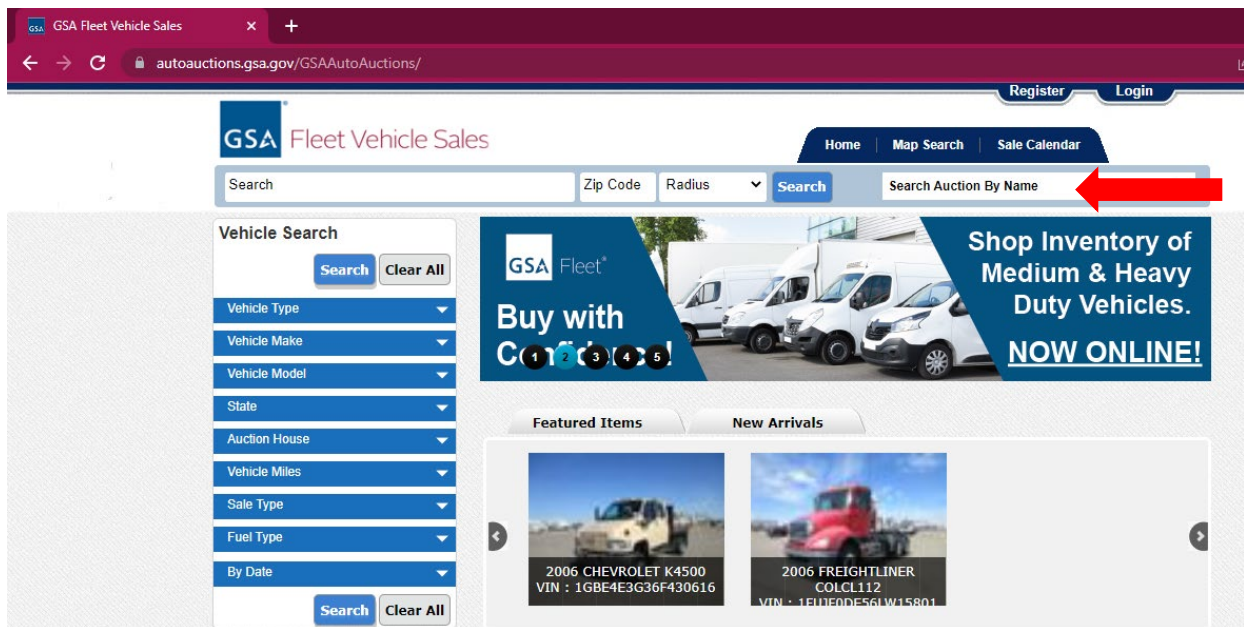 GSA GSA Fleet Vehicle Sales × +
autoauctions.gsa.gov/GSAAutoAuctions/
Register Login
GSA Fleet Vehicle Sales
Home Map Search Sale Calendar
Search Zip Code Radius Search Search Auction By Name
Vehicle Search
Search Clear All
Vehicle Type
Vehicle Make
Vehicle Model
State
Auction House
Vehicle Miles
Sale Type
Fuel Type
By Date
Search Clear All
GSA Fleet®
Buy with
Confidence!
1 2 3 4 5
Shop Inventory of
Medium & Heavy
Duty Vehicles.
NOW ONLINE!
Featured Items New Arrivals
2006 CHEVROLET K4500
VIN : 1GBE4E3G36F430616
2006 FREIGHTLINER
COLCL112
VIN : 1FUJF0DE56LW15801